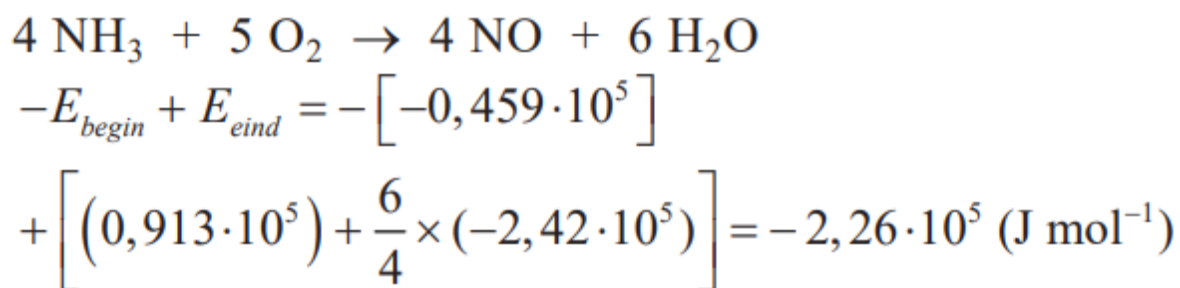 4 NH₃ + 5 O₂ → 4 NO + 6 H₂O
−E_begin + E_eind = −[−0,459·10⁵]
+[(0,913·10⁵) + 6/4 × (−2,42·10⁵)] = −2,26·10⁵ (J mol⁻¹)